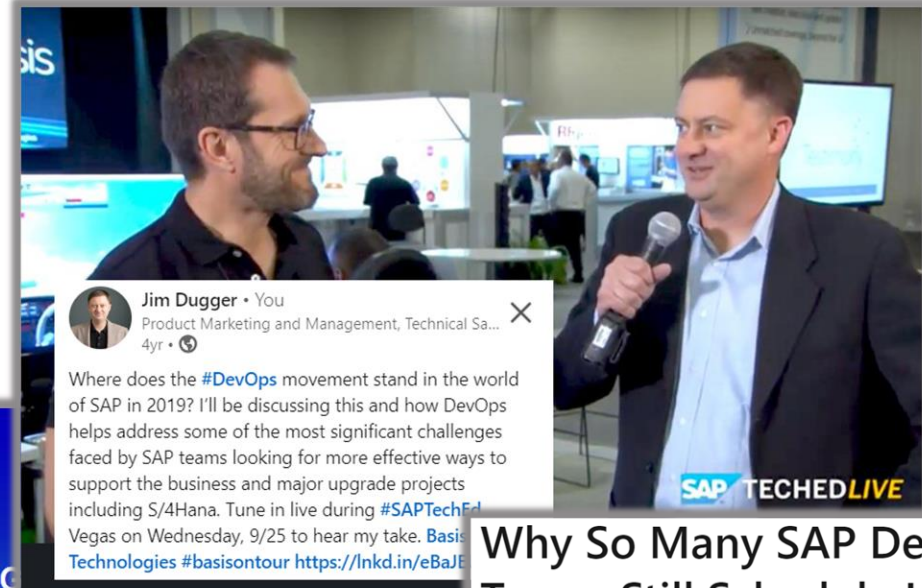 sis
Jim Dugger • You
Product Marketing and Management, Technical Sa...
4yr •
Where does the #DevOps movement stand in the world
of SAP in 2019? I'll be discussing this and how DevOps
helps address some of the most significant challenges
faced by SAP teams looking for more effective ways to
support the business and major upgrade projects
including S/4Hana. Tune in live during #SAPTechEd
Vegas on Wednesday, 9/25 to hear my take. Basis
Technologies #basisontour https://lnkd.in/eBaJE
SAP TECHEDLIVE
Why So Many SAP De
G